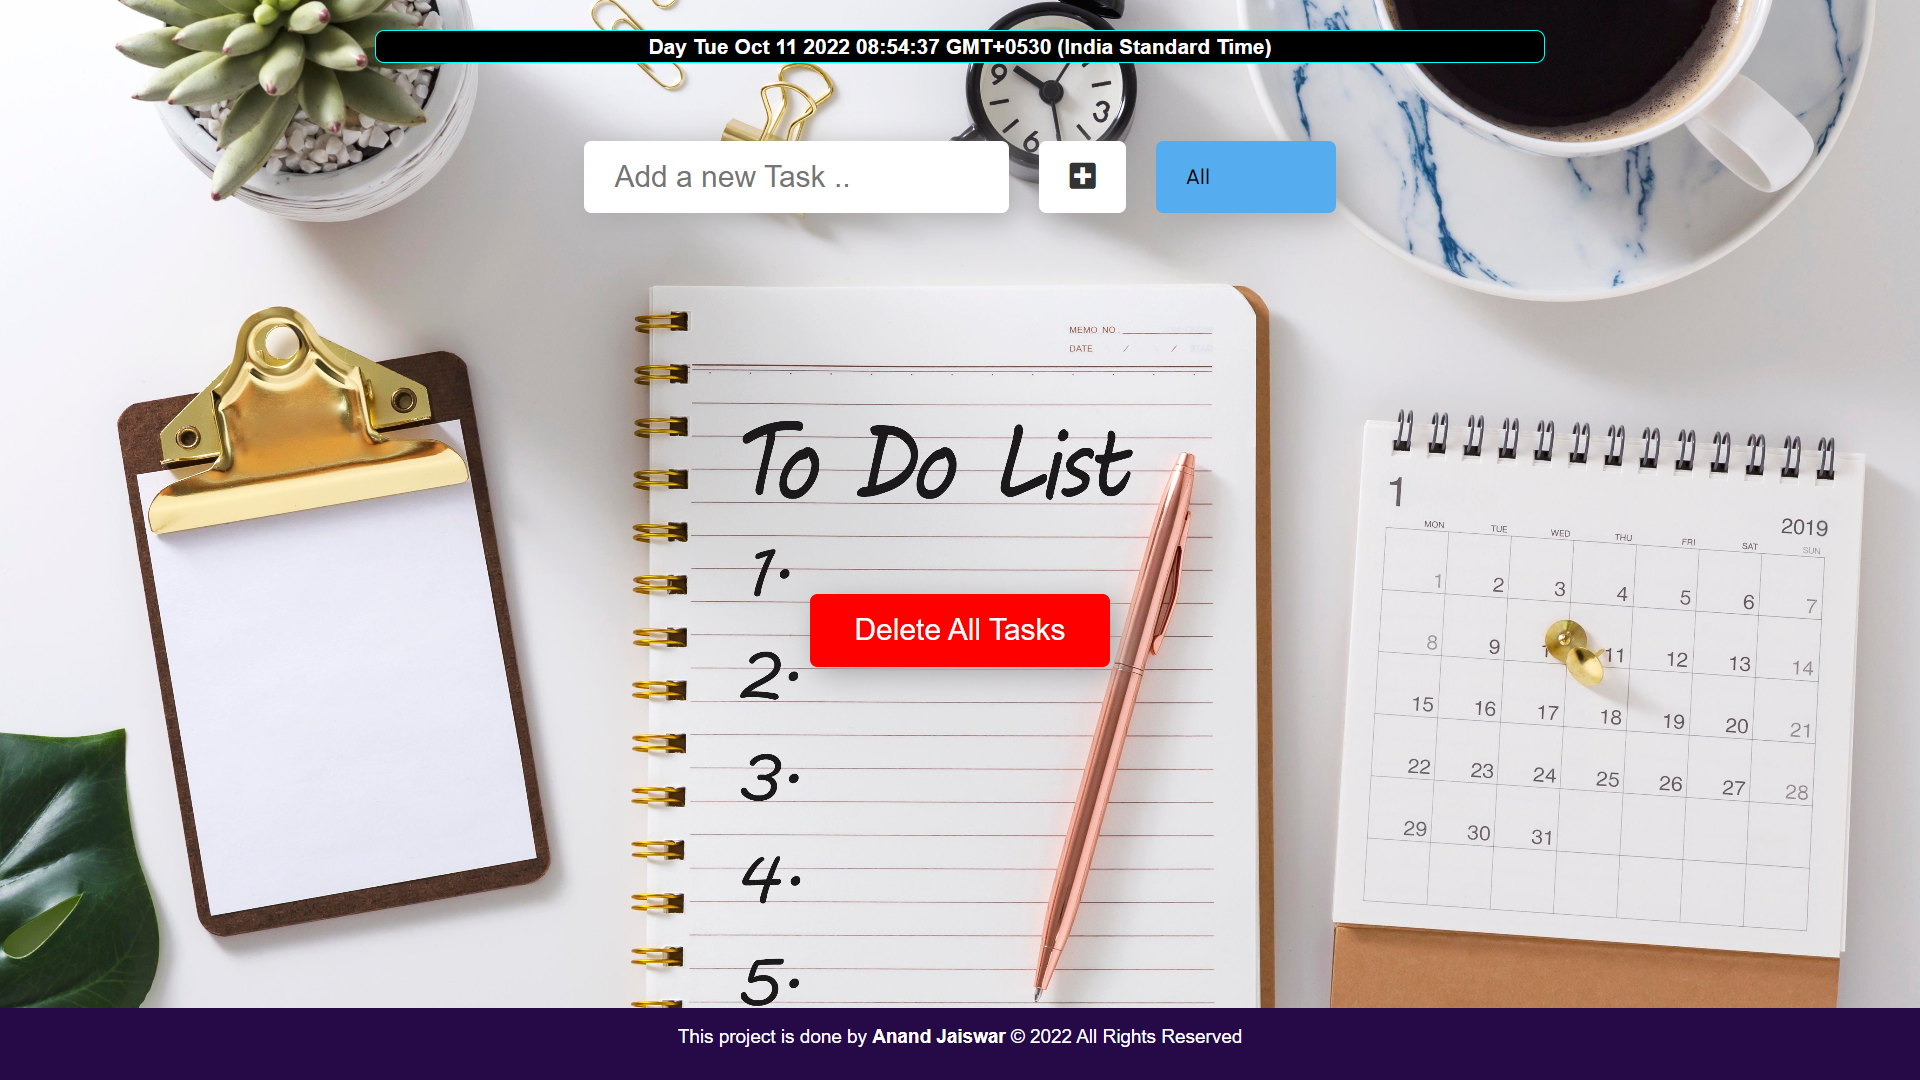 Day Tue Oct 11 2022 08:54:37 GMT+0530 (India Standard Time)
9
3
6
Add a new Task ..
All
MEMO NO.
DATE / /
To Do List
1.
2.
3.
4.
5.
Delete All Tasks
1
2019
MON TUE WED THU FRI SAT SUN
1 2 3 4 5 6 7
8 9 11 12 13 14
15 16 17 18 19 20 21
22 23 24 25 26 27 28
29 30 31
This project is done by Anand Jaiswar © 2022 All Rights Reserved